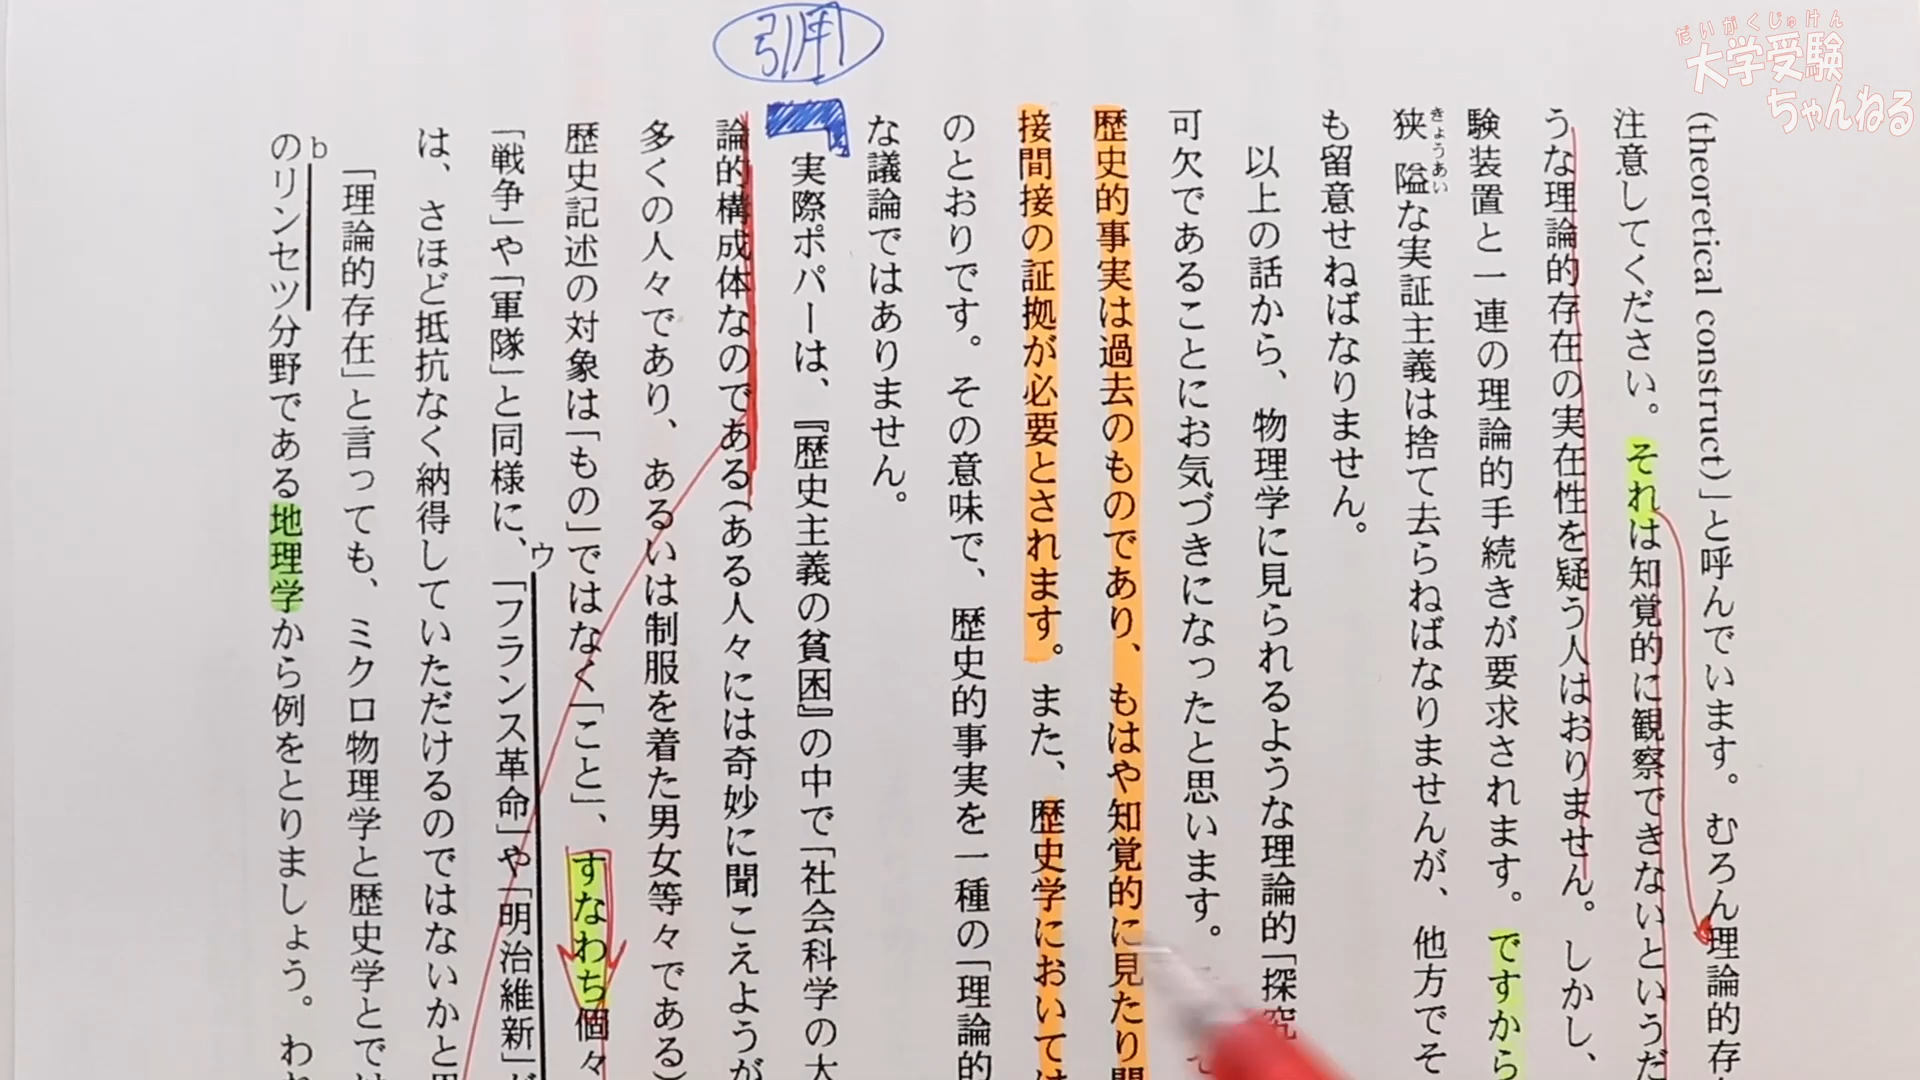 だいがくじゅけん
大学受験
ちゃんねる
引用
(theoretical construct)」と呼んでいます。むろん理論的存
注意してください。それは知覚的に観察できないというだ
うな理論的存在の実在性を疑う人はおりません。しかし、
験装置と一連の理論的手続きが要求されます。ですから
きょうあい
狭隘な実証主義は捨て去らねばなりませんが、他方でそ
も留意せねばなりません。
以上の話から、物理学に見られるような理論的「探究
可欠であることにお気づきになったと思います。
歴史的事実は過去のものであり、もはや知覚的に見たり
接間接の証拠が必要とされます。また、歴史学においては
のとおりです。その意味で、歴史的事実を一種の「理論的
な議論ではありません。
実際ポパーは、『歴史主義の貧困』の中で「社会科学の大
論的構成体なのである(ある人々には奇妙に聞こえようが
多くの人々であり、あるいは制服を着た男女等々である)
歴史記述の対象は「もの」ではなく「こと」、すなわち個々
ウ
「戦争」や「軍隊」と同様に、「フランス革命」や「明治維新」が
は、さほど抵抗なく納得していただけるのではないかと思
「理論的存在」と言っても、ミクロ物理学と歴史学とでは
b
のリンセツ分野である地理学から例をとりましょう。われ